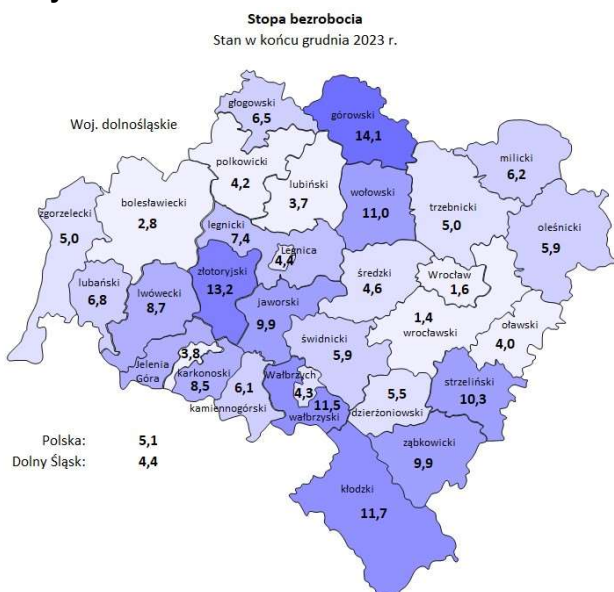 Stopa bezrobocia
Stan w końcu grudnia 2023 r.
Woj. dolnośląskie
głogowski
6,5
górowski
14,1
milicki
6,2
polkowicki
4,2
lubiński
3,7
wołowski
11,0
trzebnicki
5,0
oleśnicki
5,9
zgorzelecki
5,0
bolesławiecki
2,8
legnicki
7,4
Legnica
4,4
złotoryjski
13,2
średzki
4,6
Wrocław
1,6
lubański
6,8
lwówecki
8,7
jaworski
9,9
1,4
wrocławski
oławski
4,0
świdnicki
5,9
3,8
Jelenia
Góra
karkonoski
8,5
6,1
kamiennogórski
Wałbrzych
4,3
11,5
wałbrzyski
5,5
dzierżoniowski
strzeliński
10,3
ząbkowicki
9,9
kłodzki
11,7
Polska: 5,1
Dolny Śląsk: 4,4